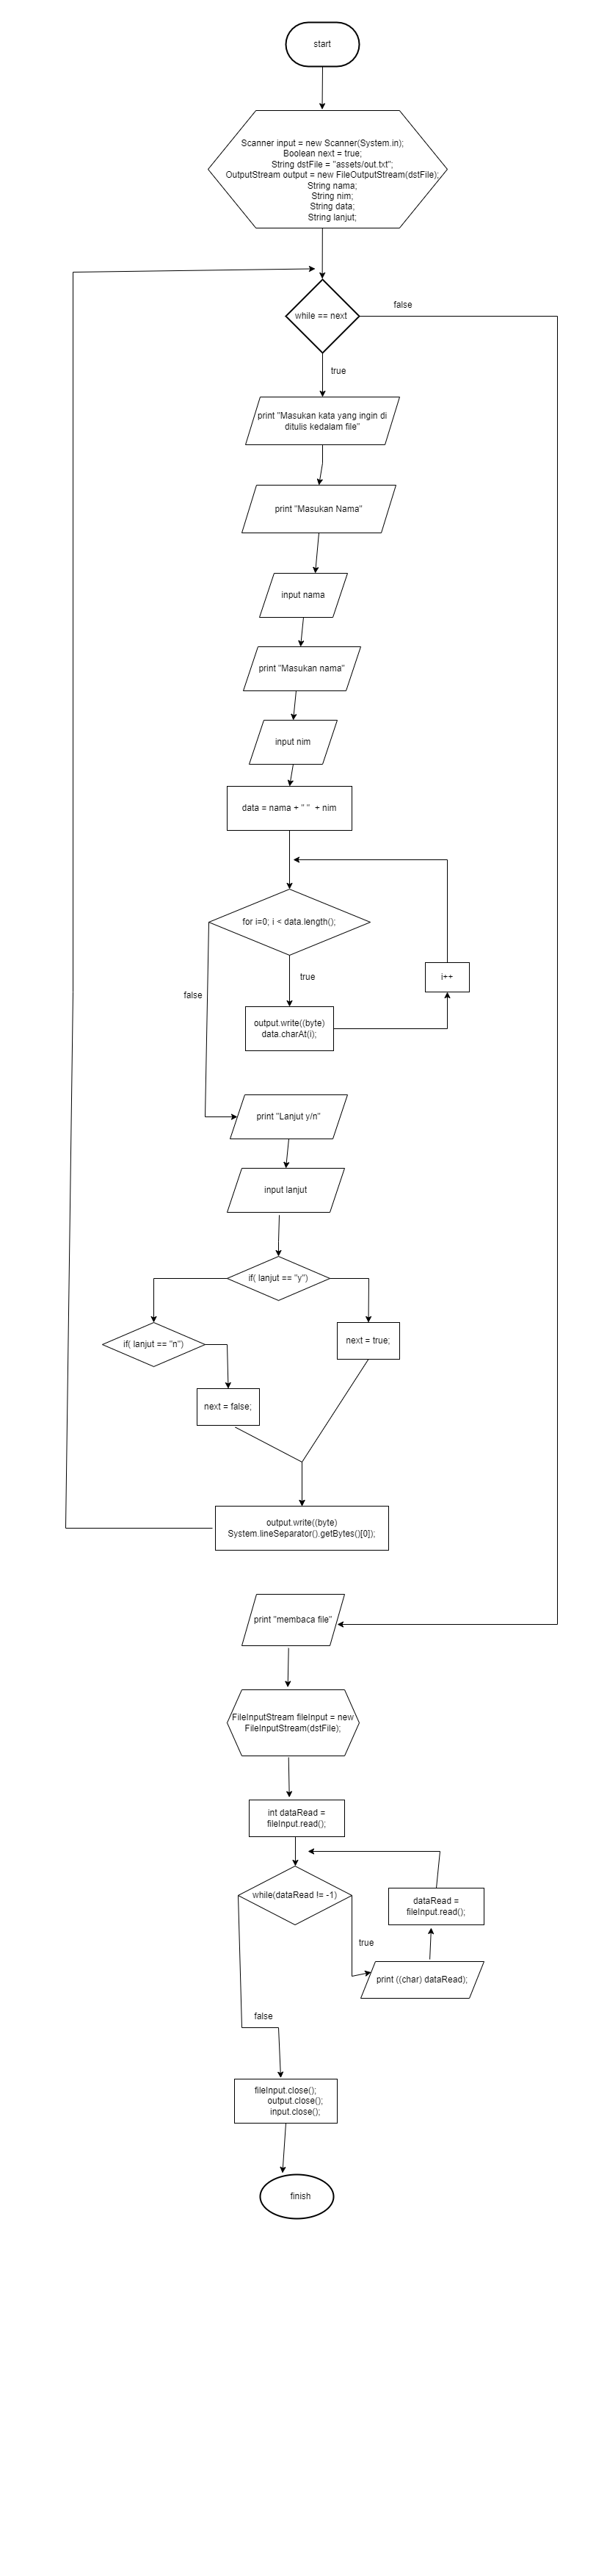 start
Scanner input = new Scanner(System.in);
Boolean next = true;
String dstFile = "assets/out.txt";
OutputStream output = new FileOutputStream(dstFile);
String nama;
String nim;
String data;
String lanjut;
false
while == next
true
print "Masukan kata yang ingin di
ditulis kedalam file"
print "Masukan Nama"
input nama
print "Masukan nama"
input nim
data = nama + " " + nim
for i=0; i < data.length();
true
i++
false
output.write((byte)
data.charAt(i);
print "Lanjut y/n"
input lanjut
if( lanjut == "y")
if( lanjut == "n")
next = true;
next = false;
output.write((byte)
System.lineSeparator().getBytes()[0]);
print "membaca file"
FileInputStream fileInput = new
FileInputStream(dstFile);
int dataRead =
fileInput.read();
while(dataRead != -1)
dataRead =
fileInput.read();
true
print ((char) dataRead);
false
fileInput.close();
output.close();
input.close();
finish